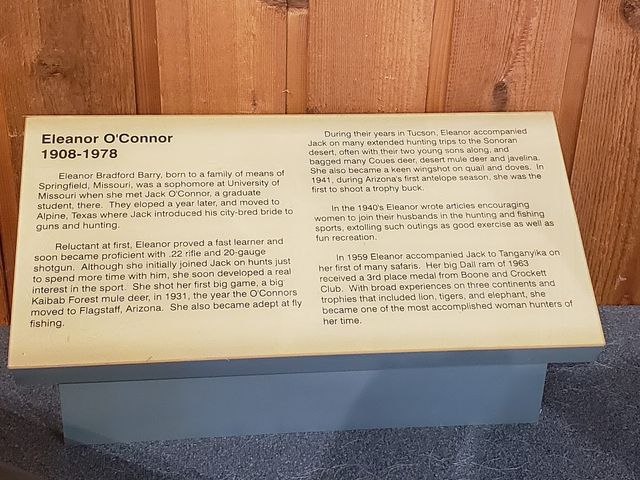 Eleanor O'Connor
1908-1978
Eleanor Bradford Barry, born to a family of means of
Springfield, Missouri, was a sophomore at University of
Missouri when she met Jack O'Connor, a graduate
student, there. They eloped a year later, and moved to
Alpine, Texas where Jack introduced his city-bred bride to
guns and hunting.
Reluctant at first, Eleanor proved a fast learner and
soon became proficient with .22 rifle and 20-gauge
shotgun. Although she initially joined Jack on hunts just
to spend more time with him, she soon developed a real
interest in the sport. She shot her first big game, a big
Kaibab Forest mule deer, in 1931, the year the O'Connors
moved to Flagstaff, Arizona. She also became adept at fly
fishing.
During their years in Tucson, Eleanor accompanied
Jack on many extended hunting trips to the Sonoran
desert, often with their two young sons along, and
bagged many Coues deer, desert mule deer and javelina.
She also became a keen wingshot on quail and doves. In
1941, during Arizona's first antelope season, she was the
first to shoot a trophy buck.
In the 1940's Eleanor wrote articles encouraging
women to join their husbands in the hunting and fishing
sports, extolling such outings as good exercise as well as
fun recreation.
In 1959 Eleanor accompanied Jack to Tanganyika on
her first of many safaris. Her big Dall ram of 1963
received a 3rd place medal from Boone and Crockett
Club. With broad experiences on three continents and
trophies that included lion, tigers, and elephant, she
became one of the most accomplished woman hunters of
her time.